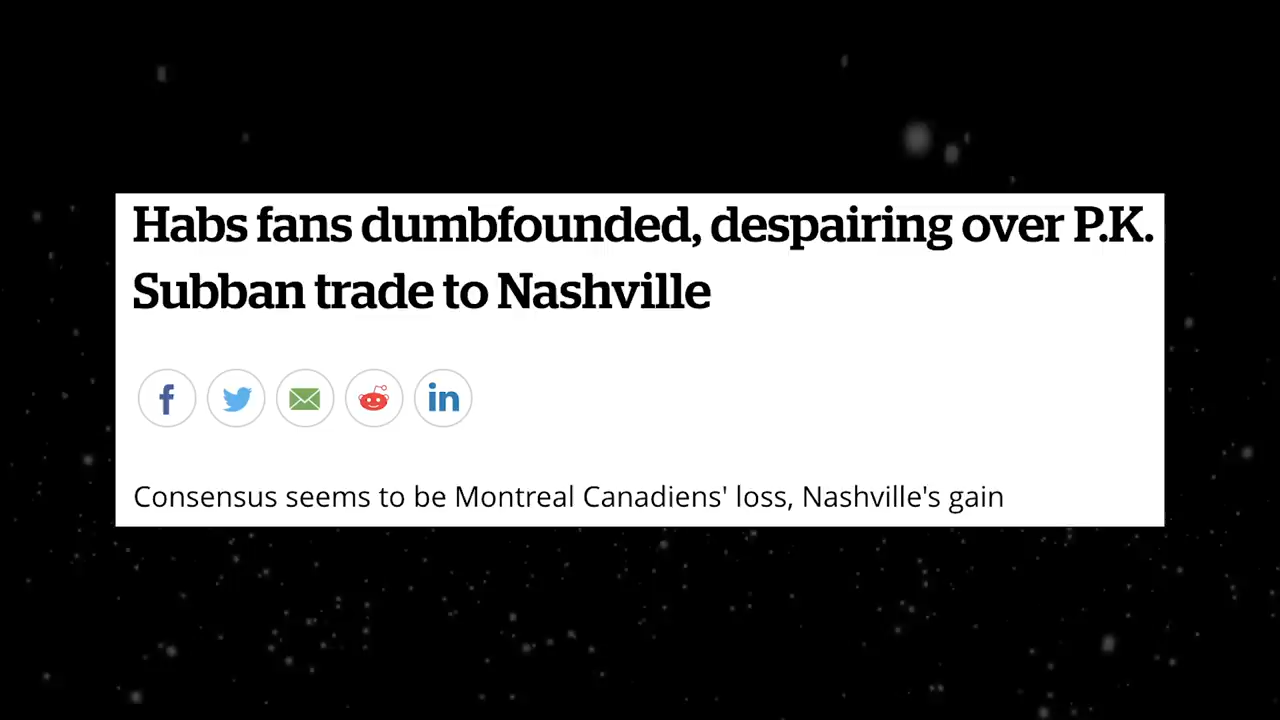 Habs fans dumbfounded, despairing over P.K.
Subban trade to Nashville
Consensus seems to be Montreal Canadiens' loss, Nashville's gain